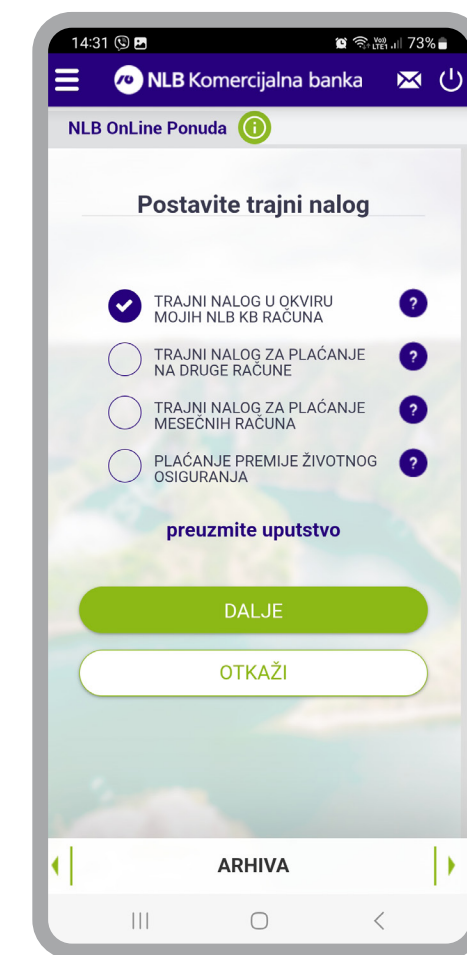 14:31 73%
NLB Komercijalna banka
NLB OnLine Ponuda
Postavite trajni nalog
TRAJNI NALOG U OKVIRU
MOJIH NLB KB RAČUNA
?
TRAJNI NALOG ZA PLAĆANJE
NA DRUGE RAČUNE
?
TRAJNI NALOG ZA PLAĆANJE
MESEČNIH RAČUNA
?
PLAĆANJE PREMIJE ŽIVOTNOG
OSIGURANJA
?
preuzmite uputstvo
DALJE
OTKAŽI
ARHIVA